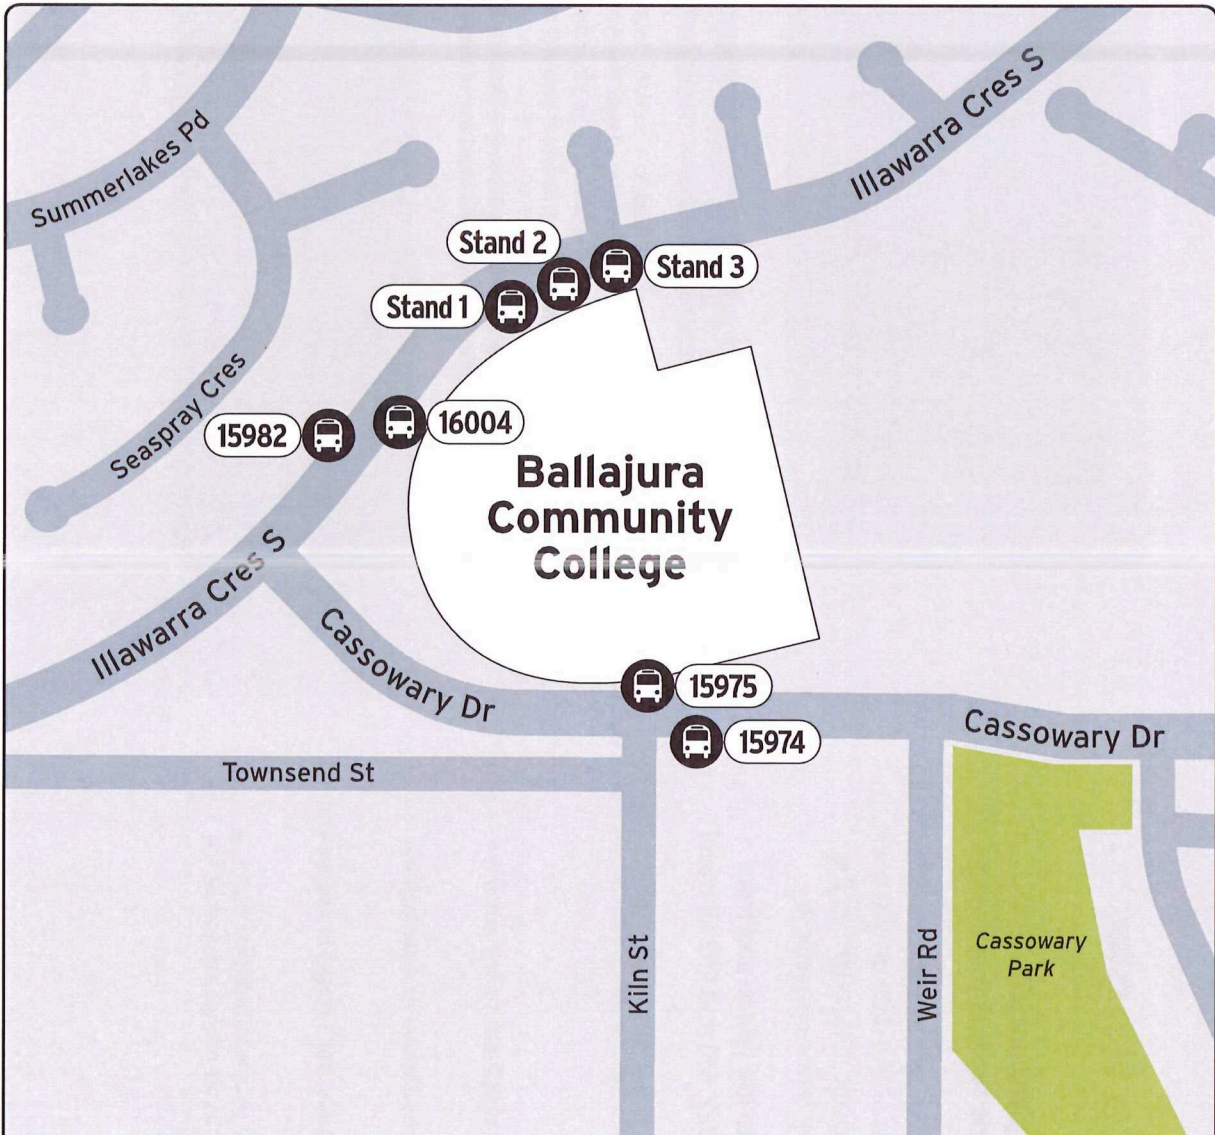 Summerlakes Pd
Illawarra Cres S
Stand 2
Stand 3
Stand 1
Seaspray Cres
15982
16004
Ballajura
Community
College
Illawarra Cres S
Cassowary Dr
15975
15974
Cassowary Dr
Townsend St
Kiln St
Weir Rd
Cassowary
Park